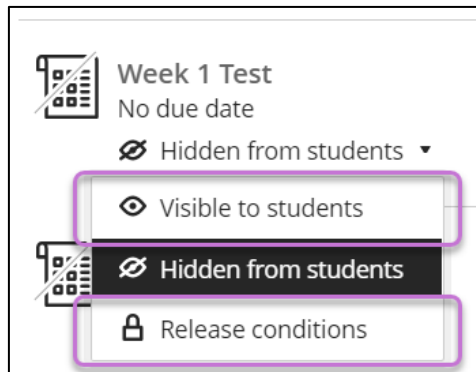 Week 1 Test
No due date
Hidden from students
Visible to students
Hidden from students
Release conditions